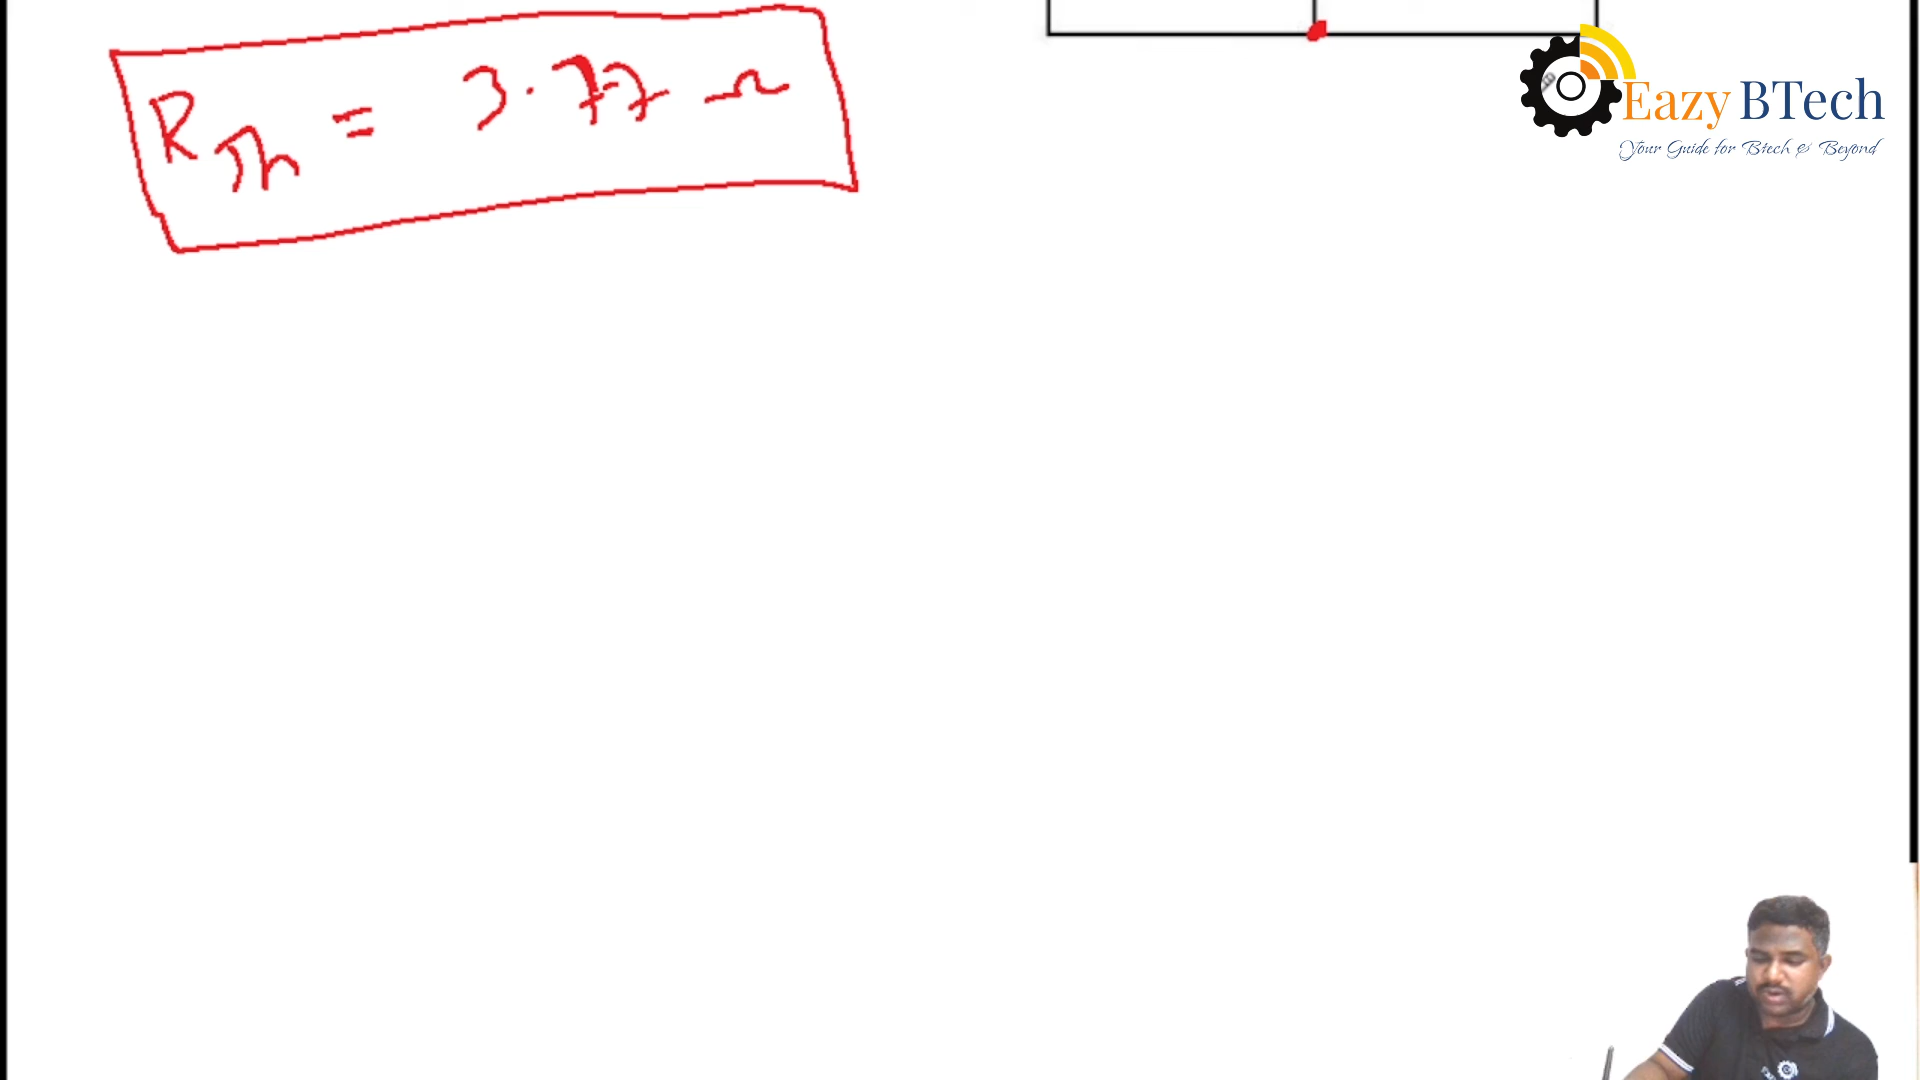 R_Th = 3.77 Ω
Eazy BTech
Your Guide for Btech & Beyond